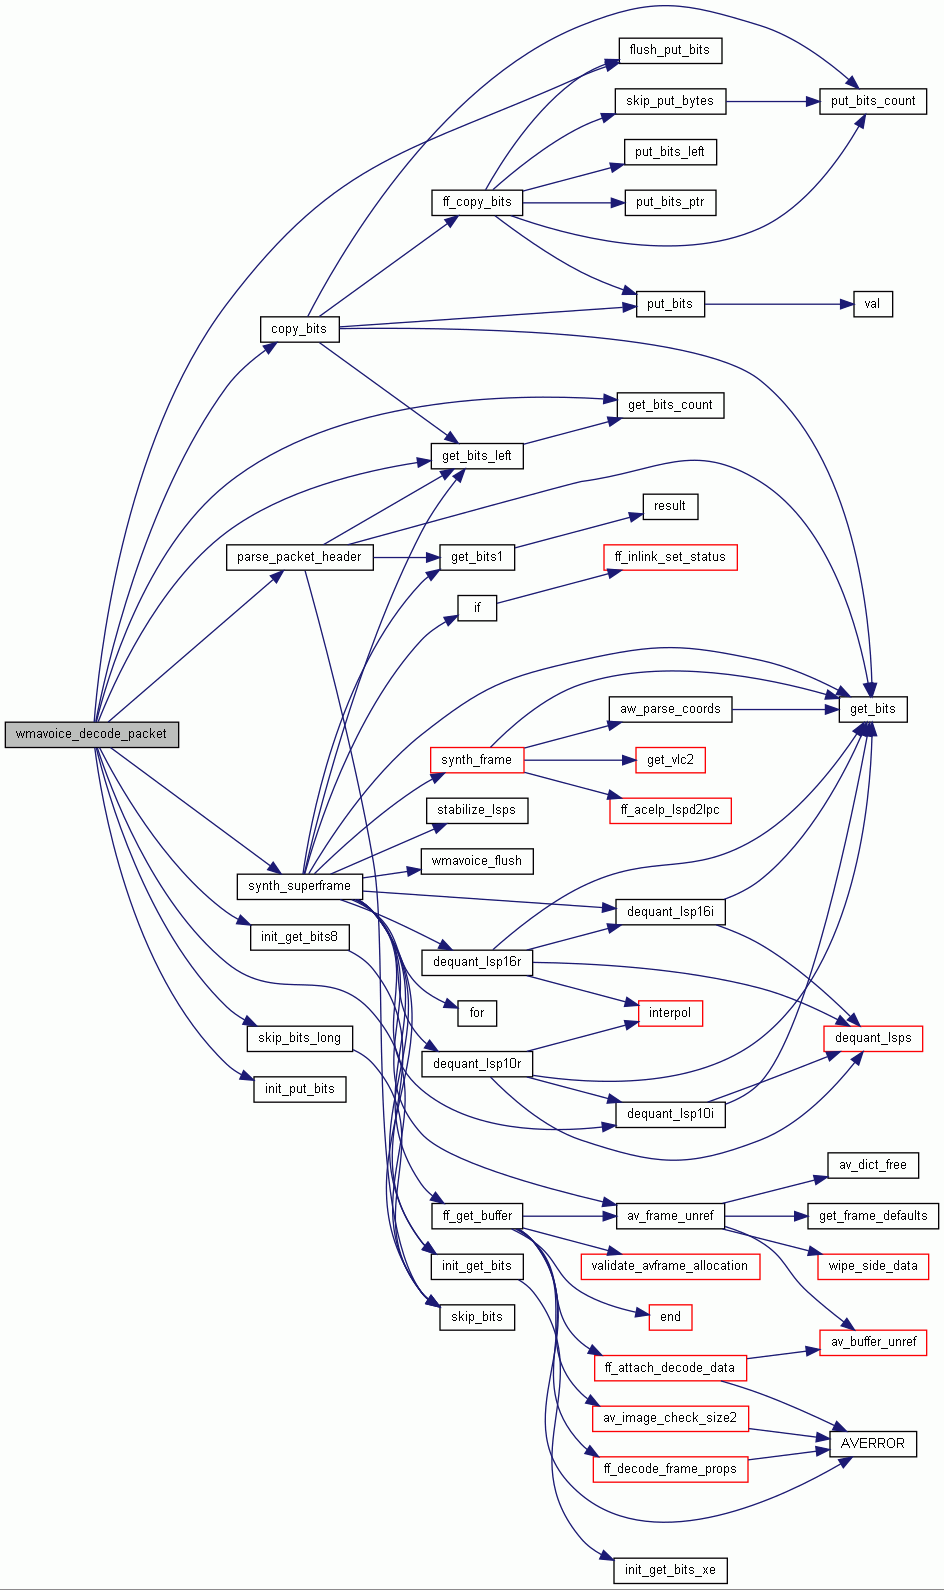 flush_put_bits
skip_put_bytes
put_bits_count
put_bits_left
ff_copy_bits
put_bits_ptr
put_bits
val
copy_bits
get_bits_count
get_bits_left
result
parse_packet_header
get_bits1
ff_inlink_set_status
if
aw_parse_coords
get_bits
wmavoice_decode_packet
synth_frame
get_vlc2
stabilize_lsps
ff_acelp_lspd2lpc
wmavoice_flush
synth_superframe
dequant_lsp16i
init_get_bits8
dequant_lsp16r
for
interpol
skip_bits_long
dequant_lsps
dequant_lsp10r
init_put_bits
dequant_lsp10i
av_dict_free
ff_get_buffer
av_frame_unref
get_frame_defaults
init_get_bits
validate_avframe_allocation
wipe_side_data
skip_bits
end
av_buffer_unref
ff_attach_decode_data
av_image_check_size2
AVERROR
ff_decode_frame_props
init_get_bits_xe